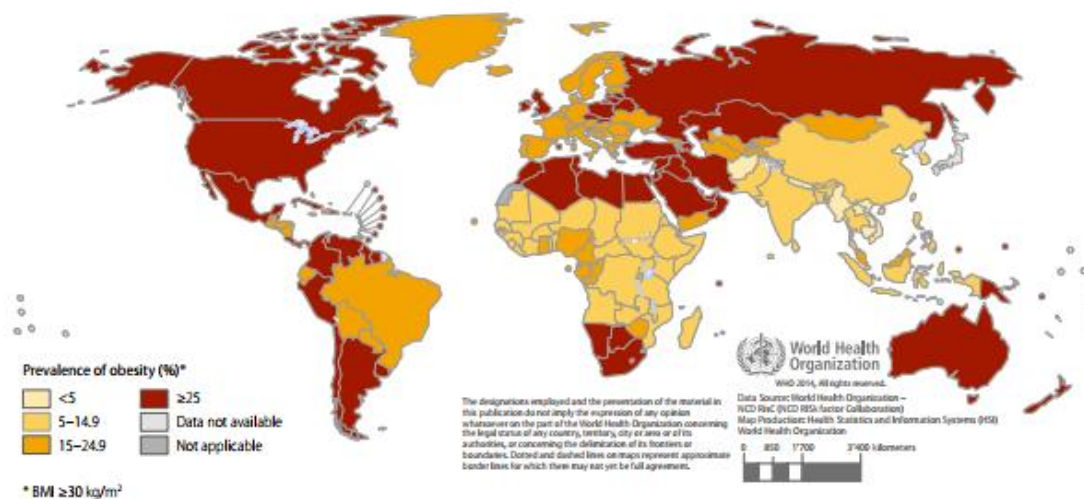 Prevalence of obesity (%)*
<5
5–14.9
15–24.9
≥25
Data not available
Not applicable
* BMI ≥30 kg/m²
The designations employed and the presentation of the material in
this publication do not imply the expression of any opinion
whatsoever on the part of the World Health Organization concerning
the legal status of any country, territory, city or area or of its
authorities, or concerning the delimitation of its frontiers or
boundaries. Dotted and dashed lines on maps represent approximate
border lines for which there may not yet be full agreement.
World Health
Organization
WHO 2014, All rights reserved.
Data Source: World Health Organization –
NCD RisC (NCD RISk factor Collaboration)
Map Production: Health Statistics and Information Systems (HSI)
World Health Organization
0 850 1'700 3'400 kilometers